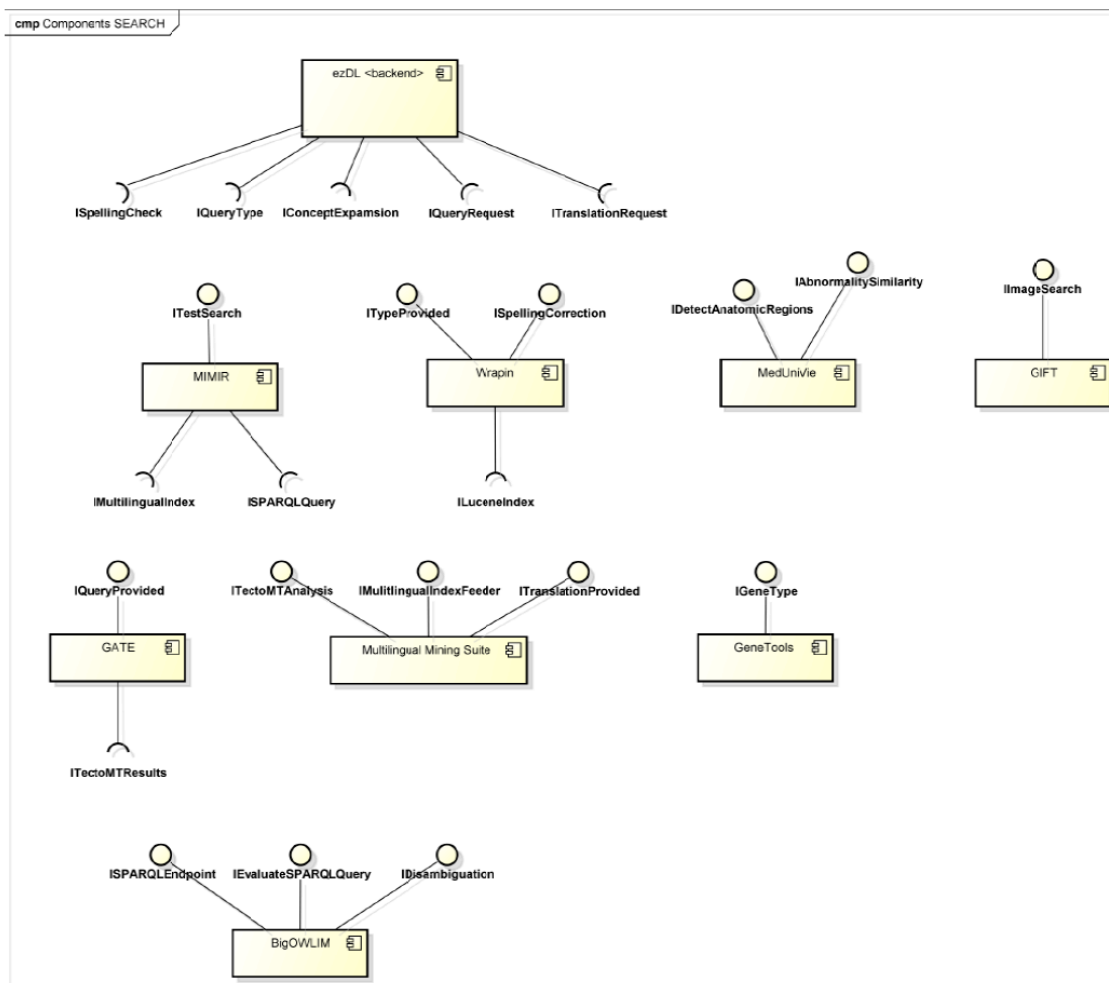 cmp Components SEARCH
ezDL <backend>
ISpellingCheck
IQueryType
IConceptExpamsion
IQueryRequest
ITranslationRequest
IAbnormalitySimilarity
IImageSearch
ITestSearch
ITypeProvided
ISpellingCorrection
IDetectAnatomicRegions
MIMIR
Wrapin
MedUniVie
GIFT
IMultilingualIndex
ISPARQLQuery
ILuceneIndex
IQueryProvided
ITectoMTAnalysis
IMulitlingualIndexFeeder
ITranslationProvided
IGeneType
GATE
Multilingual Mining Suite
GeneTools
ITectoMTResults
ISPARQLEndpoint
IEvaluateSPARQLQuery
IDisambiguation
BigOWLIM